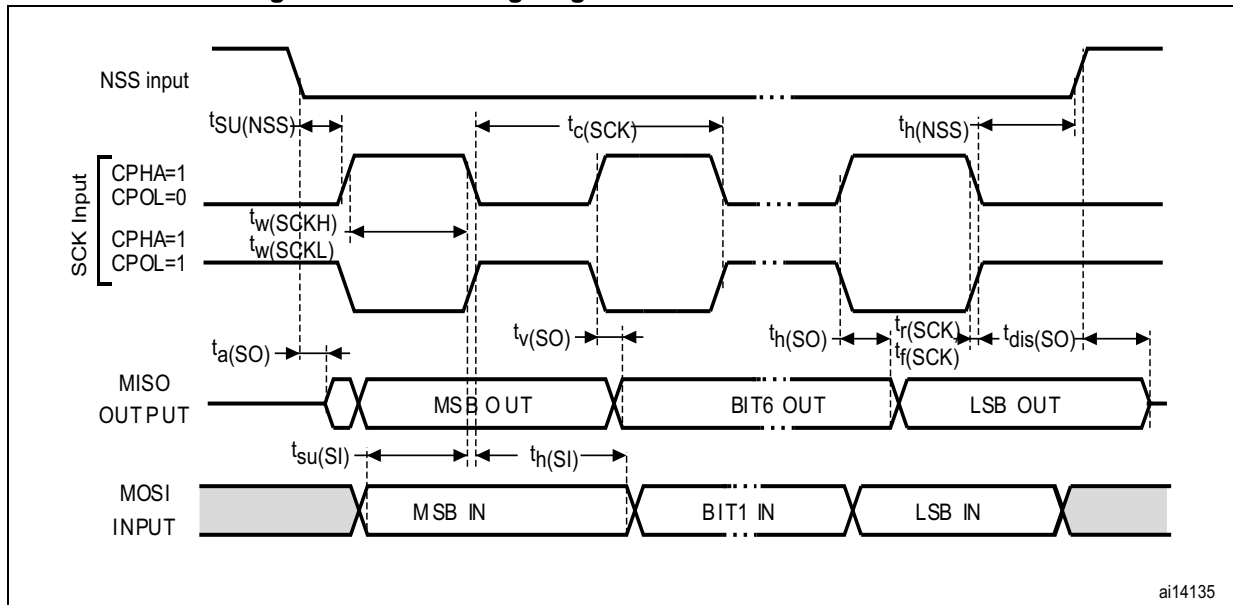 NSS input
tSU(NSS)
tc(SCK)
th(NSS)
SCK Input
CPHA=1
CPOL=0
tw(SCKH)
tw(SCKL)
CPHA=1
CPOL=1
ta(SO)
tv(SO)
th(SO)
tr(SCK)
tf(SCK)
tdis(SO)
MISO
OUTPUT
MSB OUT
BIT6 OUT
LSB OUT
tsu(SI)
th(SI)
MOSI
INPUT
MSB IN
BIT1 IN
LSB IN
ai14135